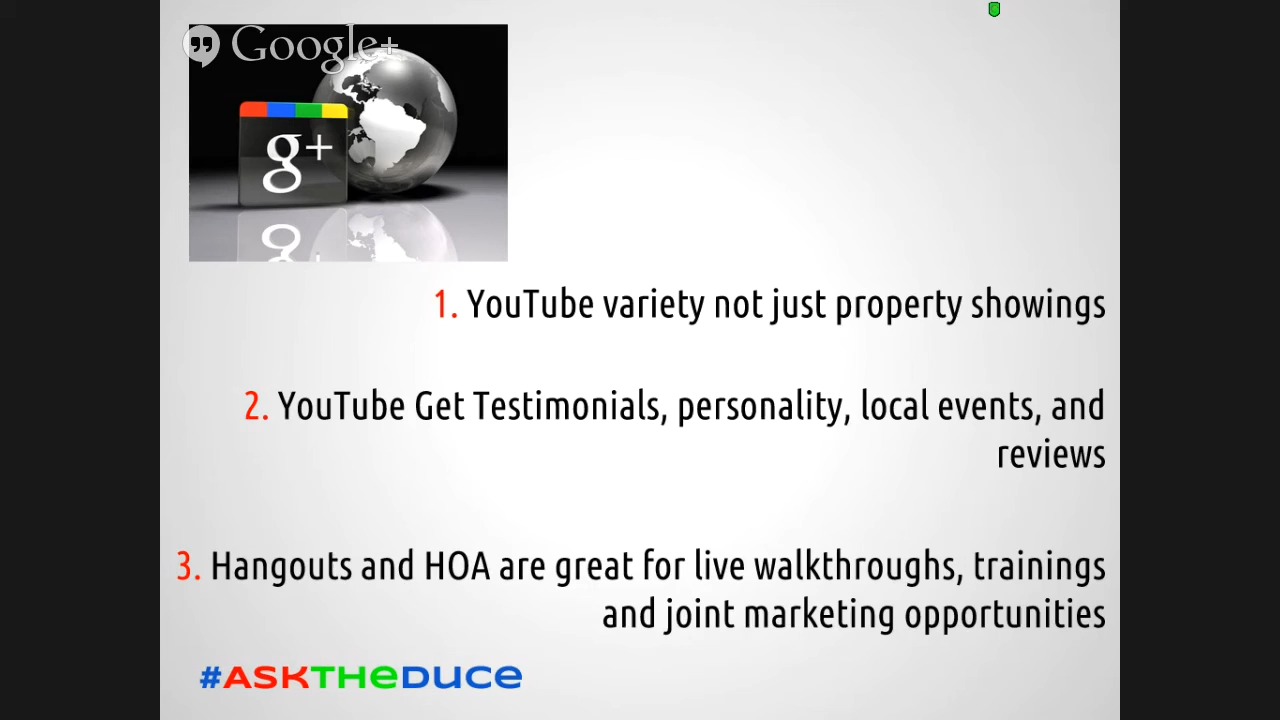 Google+
g+
1. YouTube variety not just property showings
2. YouTube Get Testimonials, personality, local events, and
reviews
3. Hangouts and HOA are great for live walkthroughs, trainings
and joint marketing opportunities
#ASKTHEDUCE